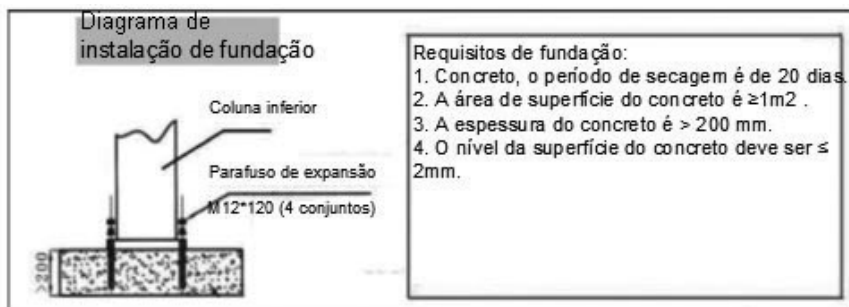 Diagrama de
instalação de fundação
Coluna inferior
Parafuso de expansão
M12*120 (4 conjuntos)
>200
Requisitos de fundação:
1. Concreto, o período de secagem é de 20 dias.
2. A área de superfície do concreto é ≥1m2 .
3. A espessura do concreto é > 200 mm.
4. O nível da superfície do concreto deve ser ≤
2mm.